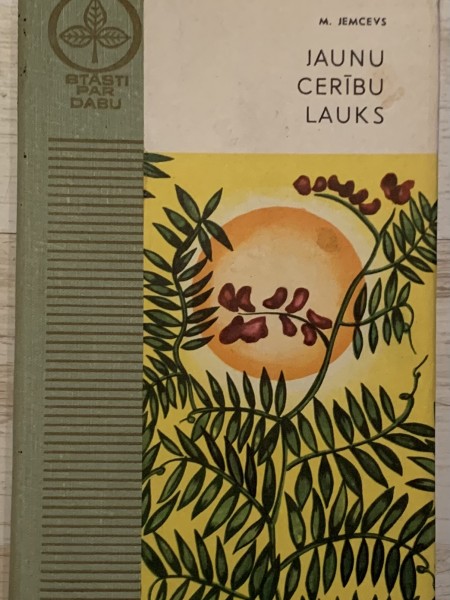 STĀSTI
PAR
DABU
M. JEMCEVS
JAUNU
CERĪBU
LAUKS